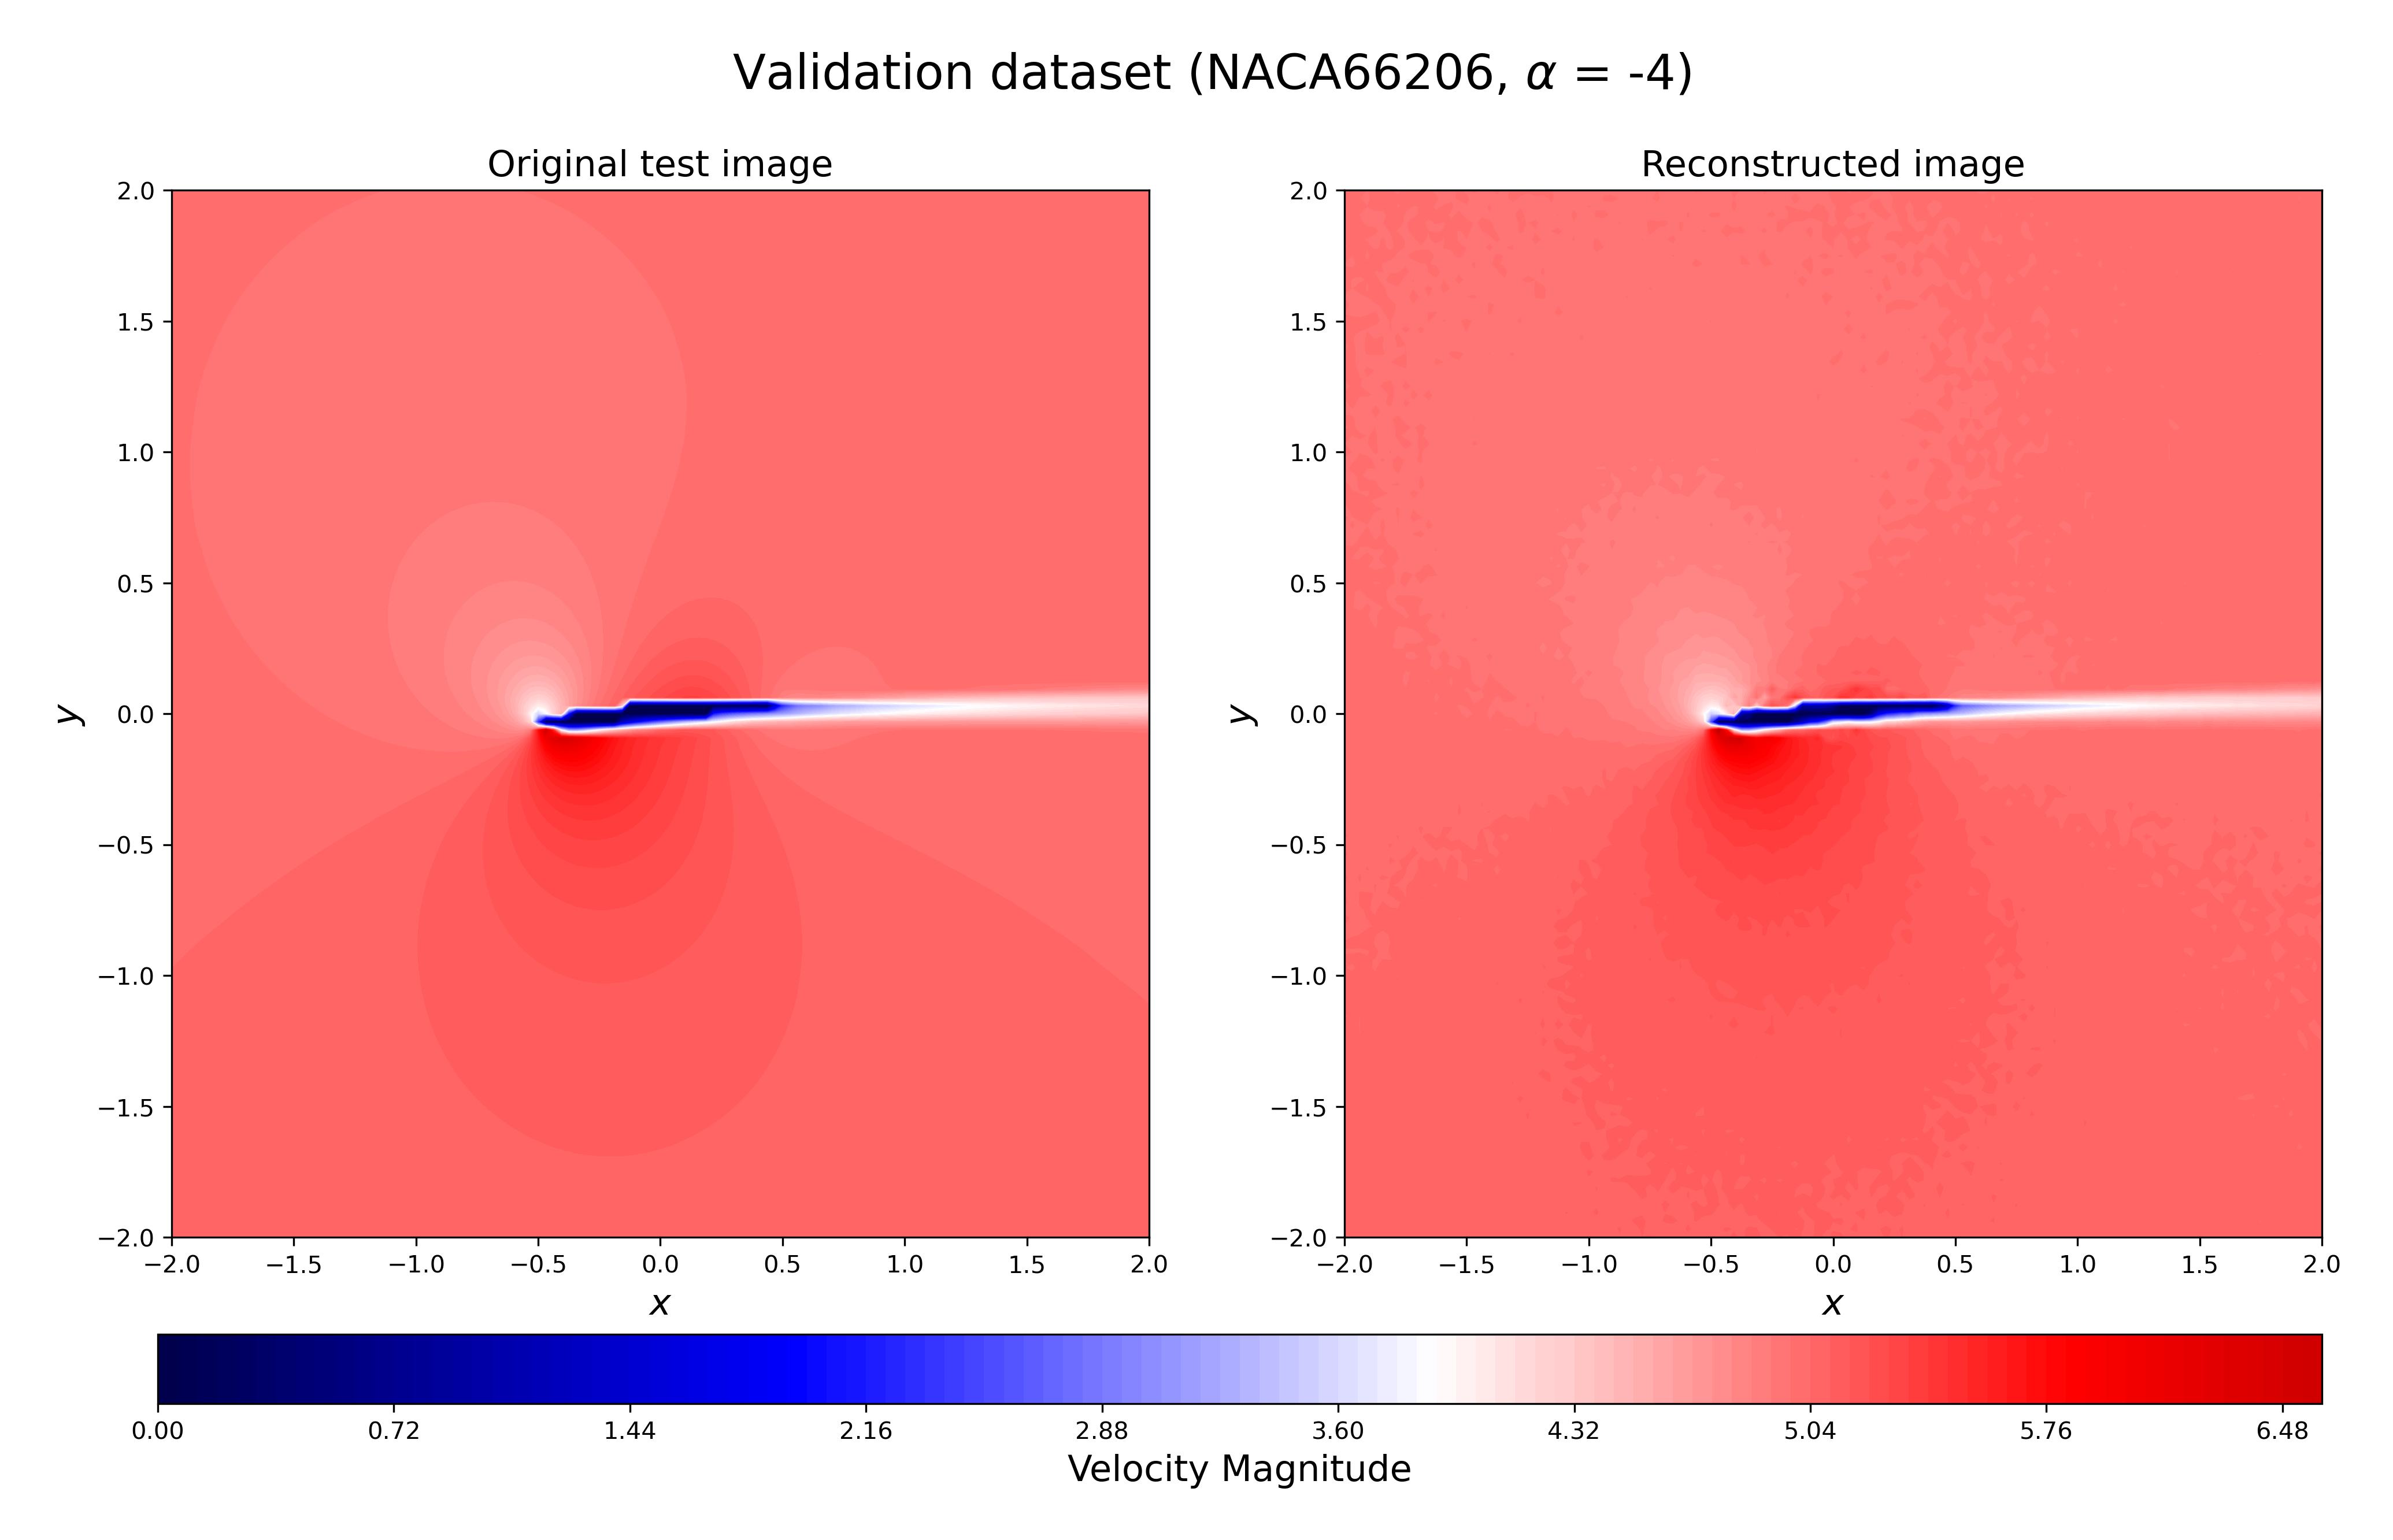 Validation dataset (NACA66206, α = -4)
Original test image
2.0
1.5
1.0
0.5
0.0
−0.5
−1.0
−1.5
−2.0
y
−2.0 −1.5 −1.0 −0.5 0.0 0.5 1.0 1.5 2.0
x
Reconstructed image
2.0
1.5
1.0
0.5
0.0
−0.5
−1.0
−1.5
−2.0
y
−2.0 −1.5 −1.0 −0.5 0.0 0.5 1.0 1.5 2.0
x
0.00 0.72 1.44 2.16 2.88 3.60 4.32 5.04 5.76 6.48
Velocity Magnitude